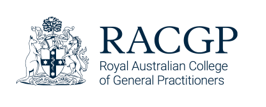 RACGP
Royal Australian College
of General Practitioners